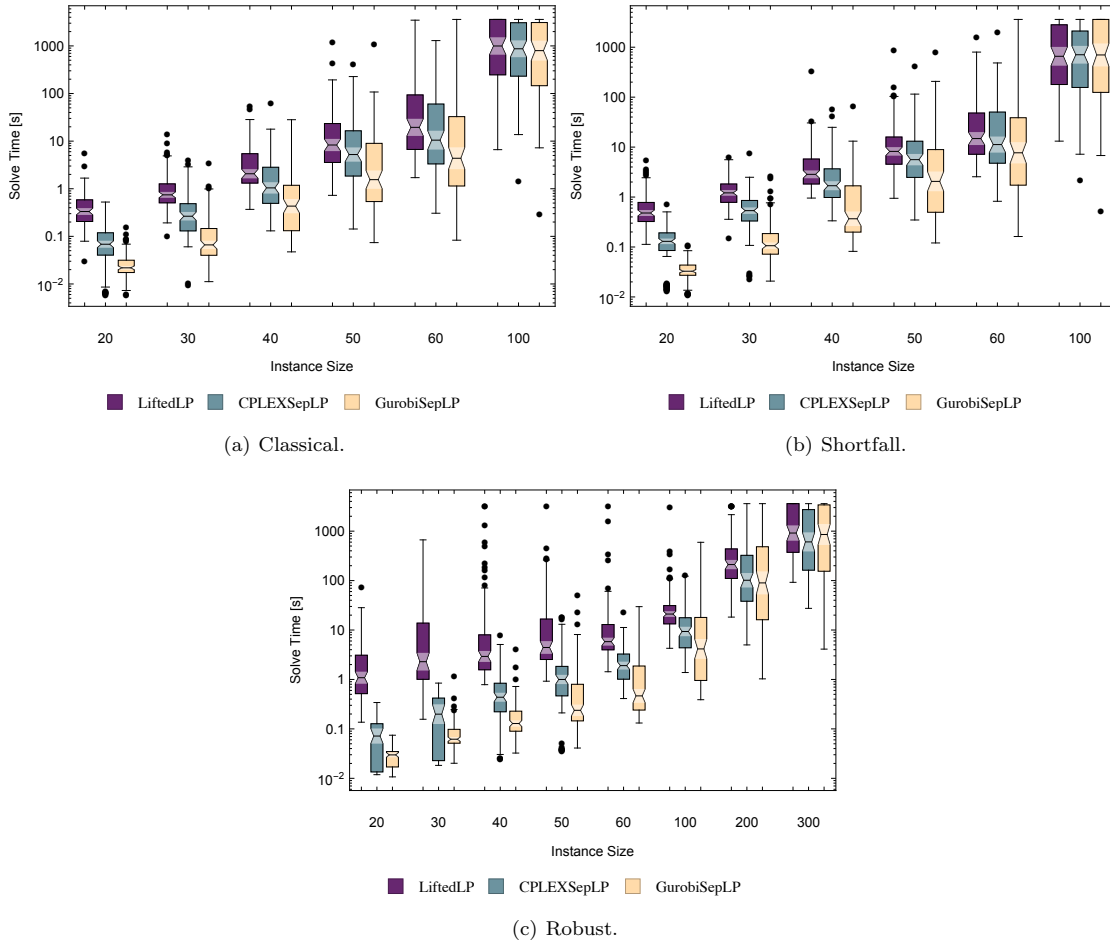 Solve Time [s]
1000
100
10
1
0.1
10⁻²
20 30 40 50 60 100
Instance Size
LiftedLP CPLEXSepLP GurobiSepLP
(a) Classical.
Solve Time [s]
1000
100
10
1
0.1
10⁻²
20 30 40 50 60 100
Instance Size
LiftedLP CPLEXSepLP GurobiSepLP
(b) Shortfall.
Solve Time [s]
1000
100
10
1
0.1
10⁻²
20 30 40 50 60 100 200 300
Instance Size
LiftedLP CPLEXSepLP GurobiSepLP
(c) Robust.